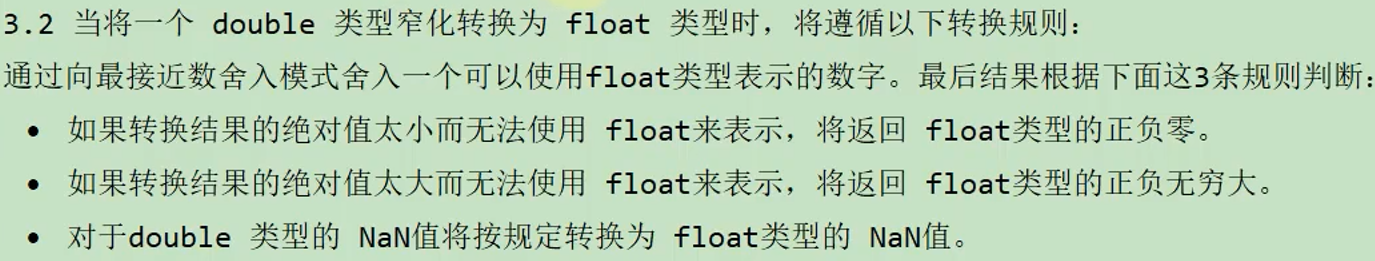 3.2 当将一个 double 类型窄化转换为 float 类型时，将遵循以下转换规则：
通过向最接近数舍入模式舍入一个可以使用float类型表示的数字。最后结果根据下面这3条规则判断：
• 如果转换结果的绝对值太小而无法使用 float来表示，将返回 float类型的正负零。
• 如果转换结果的绝对值太大而无法使用 float来表示，将返回 float类型的正负无穷大。
• 对于double 类型的 NaN值将按规定转换为 float类型的 NaN值。